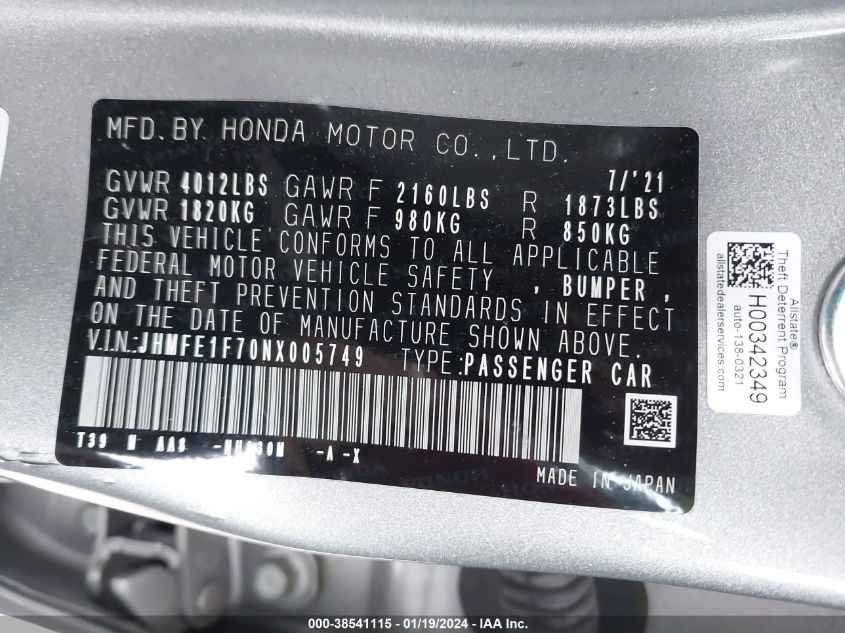 MFD. BY HONDA MOTOR CO., LTD.
7/'21
GVWR 4012LBS GAWR F 2160LBS R 1873LBS
GVWR 1820KG GAWR F 980KG R 850KG
THIS VEHICLE CONFORMS TO ALL APPLICABLE
FEDERAL MOTOR VEHICLE SAFETY , BUMPER ,
AND THEFT PREVENTION STANDARDS IN EFFECT
ON THE DATE OF MANUFACTURE SHOWN ABOVE.
V.I.N.:JHMFE1F70NX005749 TYPE:PASSENGER CAR
T39 M AA8 -NH830M -A-X
MADE IN JAPAN
Allstate®
Theft Deterrent Program
H00342349
auto-138-0321
allstatedealerservices.com
000-38541115 - 01/19/2024 - IAA Inc.